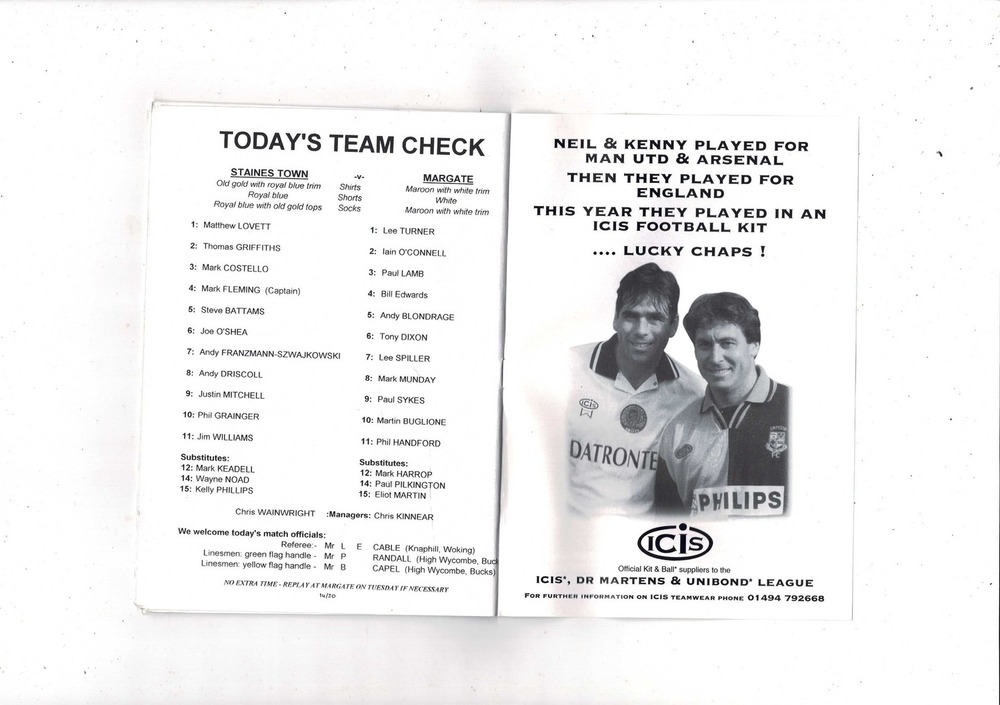 TODAY'S TEAM CHECK
STAINES TOWN -v- MARGATE
Old gold with royal blue trim Shirts Maroon with white trim
Royal blue Shorts White
Royal blue with old gold tops Socks Maroon with white trim
1: Matthew LOVETT
2: Thomas GRIFFITHS
3: Mark COSTELLO
4: Mark FLEMING (Captain)
5: Steve BATTAMS
6: Joe O'SHEA
7: Andy FRANZMANN-SZWAJKOWSKI
8: Andy DRISCOLL
9: Justin MITCHELL
10: Phil GRAINGER
11: Jim WILLIAMS
Substitutes:
12: Mark KEADELL
14: Wayne NOAD
15: Kelly PHILLIPS
1: Lee TURNER
2: Iain O'CONNELL
3: Paul LAMB
4: Bill Edwards
5: Andy BLONDRAGE
6: Tony DIXON
7: Lee SPILLER
8: Mark MUNDAY
9: Paul SYKES
10: Martin BUGLIONE
11: Phil HANDFORD
Substitutes:
12: Mark HARROP
14: Paul PILKINGTON
15: Eliot MARTIN
Chris WAINWRIGHT :Managers: Chris KINNEAR
We welcome today's match officials:
Referee:- Mr L E CABLE (Knaphill, Woking)
Linesmen: green flag handle - Mr P RANDALL (High Wycombe, Buck
Linesmen: yellow flag handle - Mr B CAPEL (High Wycombe, Bucks)
NO EXTRA TIME - REPLAY AT MARGATE ON TUESDAY IF NECESSARY
14/20
NEIL & KENNY PLAYED FOR
MAN UTD & ARSENAL
THEN THEY PLAYED FOR
ENGLAND
THIS YEAR THEY PLAYED IN AN
ICIS FOOTBALL KIT
.... LUCKY CHAPS !
iCiS
DATRONTE
PHILIPS
iCiS
Official Kit & Ball* suppliers to the
ICIS*, DR MARTENS & UNIBOND* LEAGUE
FOR FURTHER INFORMATION ON ICIS TEAMWEAR PHONE 01494 792668